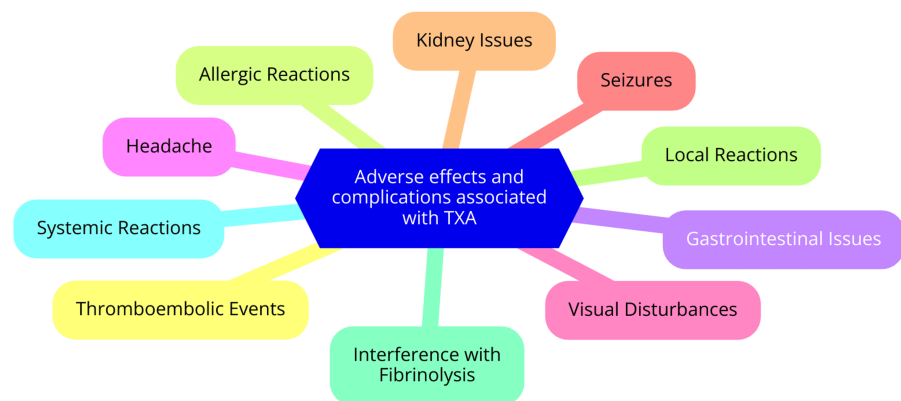 Kidney Issues
Allergic Reactions
Seizures
Headache
Local Reactions
Adverse effects and
complications associated
with TXA
Systemic Reactions
Gastrointestinal Issues
Thromboembolic Events
Visual Disturbances
Interference with
Fibrinolysis